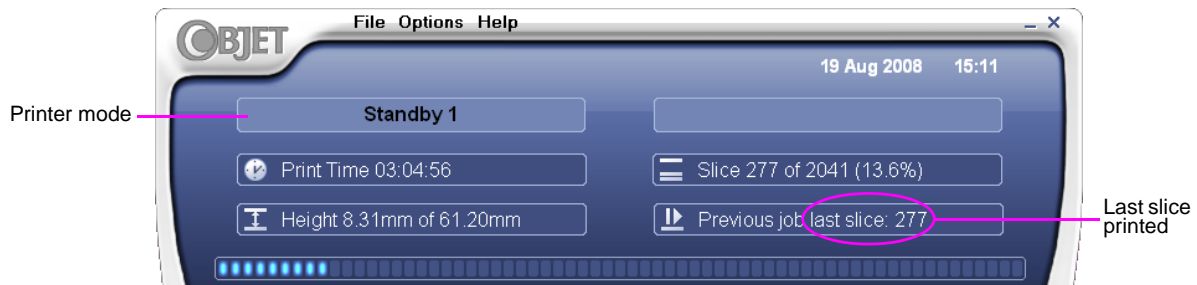 OBJET
File Options Help
19 Aug 2008 15:11
Printer mode
Standby 1
Print Time 03:04:56
Slice 277 of 2041 (13.6%)
Height 8.31mm of 61.20mm
Previous job last slice: 277
Last slice
printed